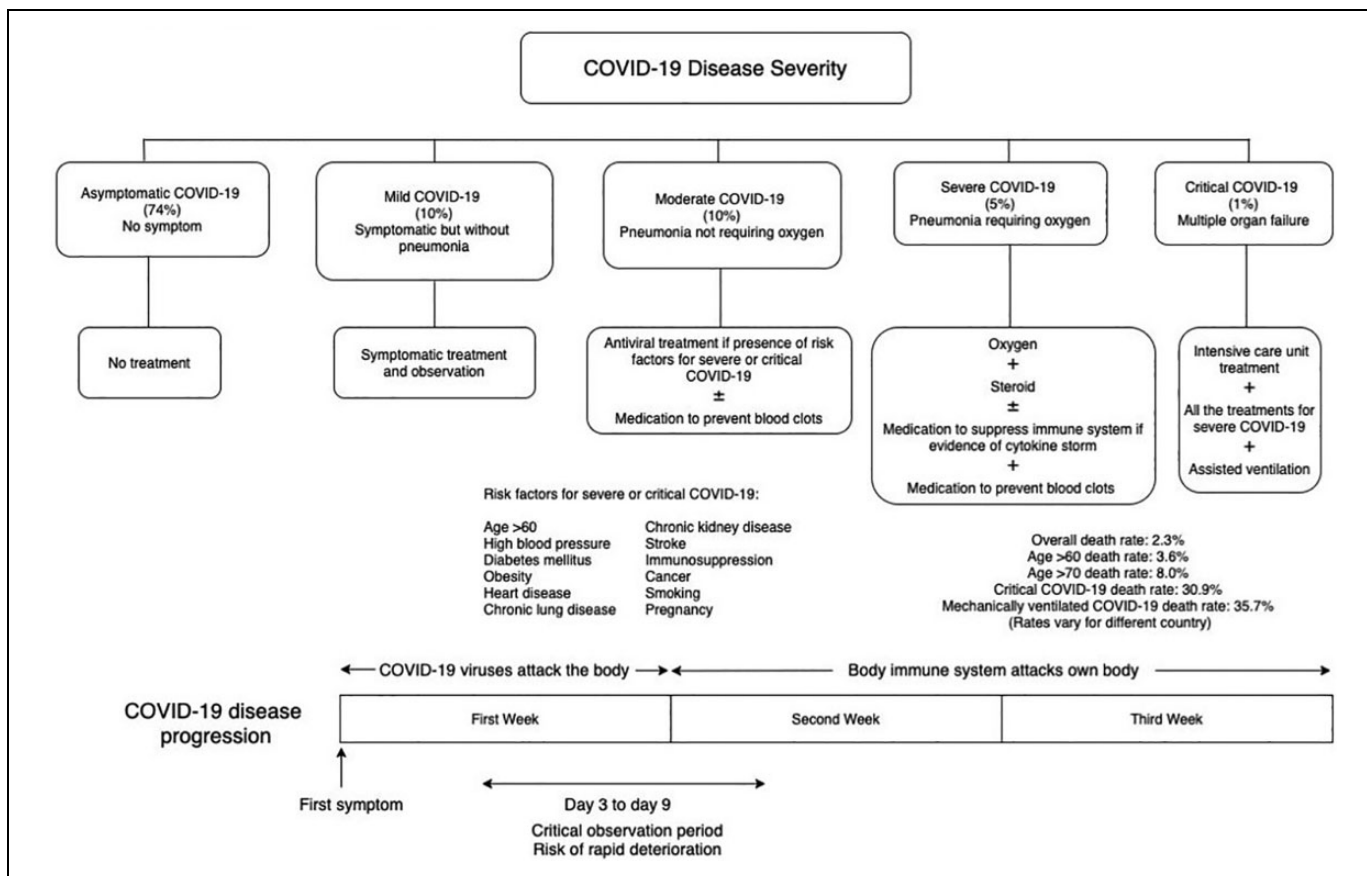 COVID-19 Disease Severity
Asymptomatic COVID-19
(74%)
No symptom
Mild COVID-19
(10%)
Symptomatic but without
pneumonia
Moderate COVID-19
(10%)
Pneumonia not requiring oxygen
Severe COVID-19
(5%)
Pneumonia requiring oxygen
Critical COVID-19
(1%)
Multiple organ failure
No treatment
Symptomatic treatment
and observation
Antiviral treatment if presence of risk
factors for severe or critical
COVID-19
±
Medication to prevent blood clots
Oxygen
+
Steroid
±
Medication to suppress immune system if
evidence of cytokine storm
+
Medication to prevent blood clots
Intensive care unit
treatment
+
All the treatments for
severe COVID-19
+
Assisted ventilation
Risk factors for severe or critical COVID-19:
Age >60
High blood pressure
Diabetes mellitus
Obesity
Heart disease
Chronic lung disease
Chronic kidney disease
Stroke
Immunosuppression
Cancer
Smoking
Pregnancy
Overall death rate: 2.3%
Age >60 death rate: 3.6%
Age >70 death rate: 8.0%
Critical COVID-19 death rate: 30.9%
Mechanically ventilated COVID-19 death rate: 35.7%
(Rates vary for different country)
COVID-19 viruses attack the body
Body immune system attacks own body
COVID-19 disease
progression
First Week
Second Week
Third Week
First symptom
Day 3 to day 9
Critical observation period
Risk of rapid deterioration